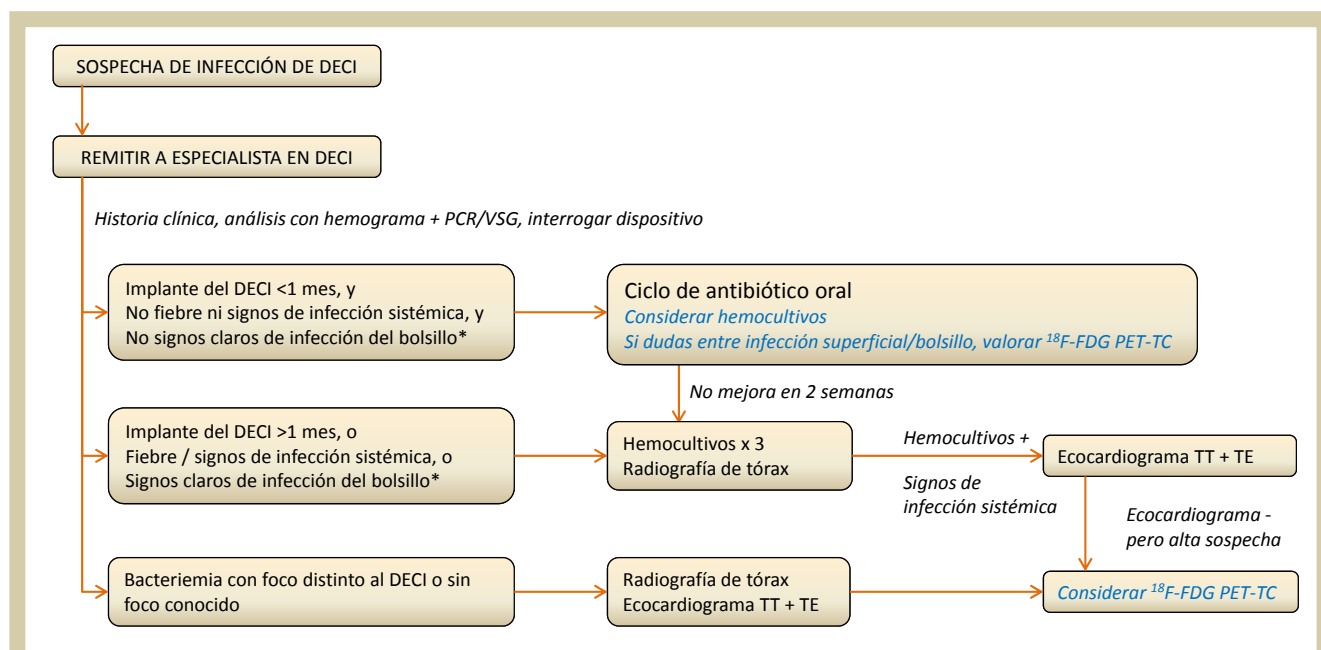 SOSPECHA DE INFECCIÓN DE DECI
REMITIR A ESPECIALISTA EN DECI
Historia clínica, análisis con hemograma + PCR/VSG, interrogar dispositivo
Implante del DECI <1 mes, y
No fiebre ni signos de infección sistémica, y
No signos claros de infección del bolsillo*
Ciclo de antibiótico oral
Considerar hemocultivos
Si dudas entre infección superficial/bolsillo, valorar ¹⁸F-FDG PET-TC
No mejora en 2 semanas
Implante del DECI >1 mes, o
Fiebre / signos de infección sistémica, o
Signos claros de infección del bolsillo*
Hemocultivos x 3
Radiografía de tórax
Hemocultivos +
Signos de
infección sistémica
Ecocardiograma TT + TE
Ecocardiograma -
pero alta sospecha
Bacteriemia con foco distinto al DECI o sin
foco conocido
Radiografía de tórax
Ecocardiograma TT + TE
Considerar ¹⁸F-FDG PET-TC